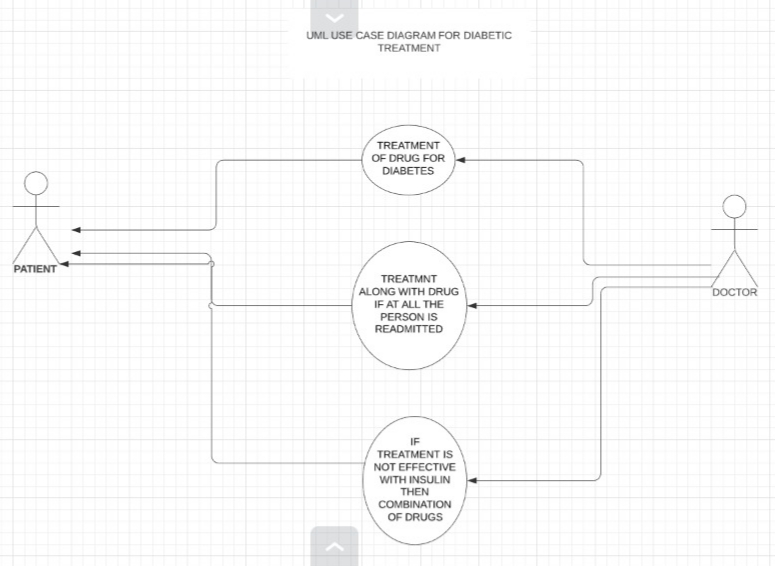 UML USE CASE DIAGRAM FOR DIABETIC
TREATMENT
TREATMENT
OF DRUG FOR
DIABETES
PATIENT
TREATMNT
ALONG WITH DRUG
IF AT ALL THE
PERSON IS
READMITTED
DOCTOR
IF
TREATMENT IS
NOT EFFECTIVE
WITH INSULIN
THEN
COMBINATION
OF DRUGS